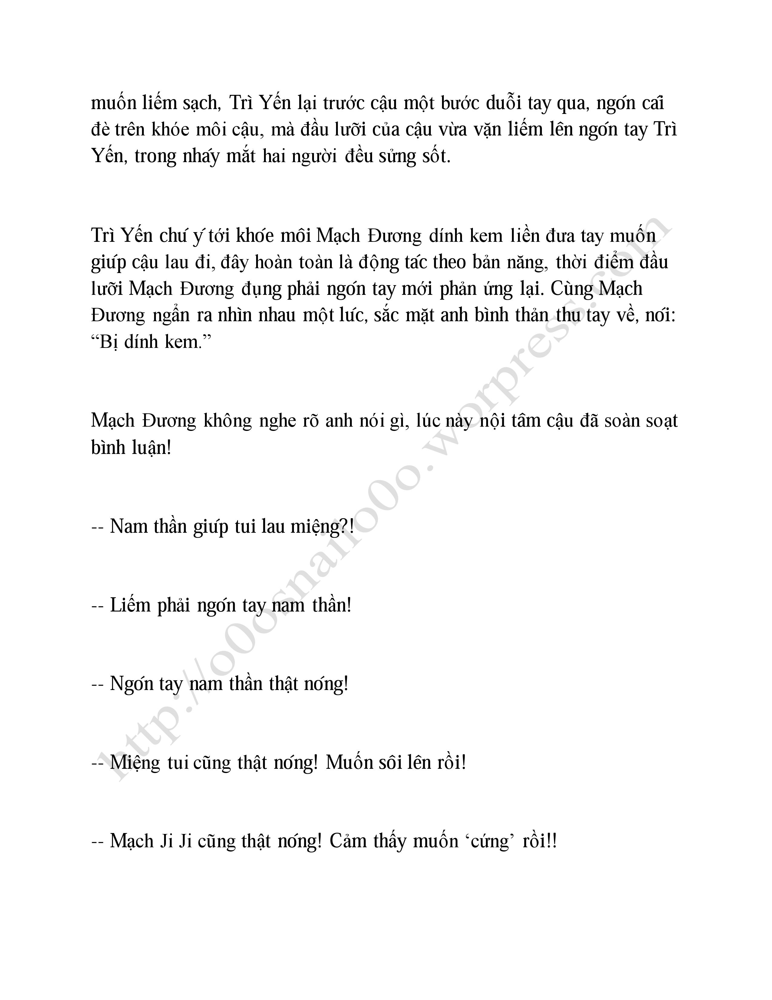 muốn liếm sạch, Trì Yến lại trước cậu một bước duỗi tay qua, ngón cái
đè trên khóe môi cậu, mà đầu lưỡi của cậu vừa vặn liếm lên ngón tay Trì
Yến, trong nháy mắt hai người đều sửng sốt.
Trì Yến chú ý tới khóe môi Mạch Đương dính kem liền đưa tay muốn
giúp cậu lau đi, đây hoàn toàn là động tác theo bản năng, thời điểm đầu
lưỡi Mạch Đương đụng phải ngón tay mới phản ứng lại. Cùng Mạch
Đương ngẩn ra nhìn nhau một lúc, sắc mặt anh bình thản thu tay về, nói:
“Bị dính kem.”
Mạch Đương không nghe rõ anh nói gì, lúc này nội tâm cậu đã soàn soạt
bình luận!
-- Nam thần giúp tui lau miệng?!
-- Liếm phải ngón tay nam thần!
-- Ngón tay nam thần thật nóng!
-- Miệng tui cũng thật nóng! Muốn sôi lên rồi!
-- Mạch Ji Ji cũng thật nóng! Cảm thấy muốn ‘cứng’ rồi!!
http://o0osnailo0o.worpress.com